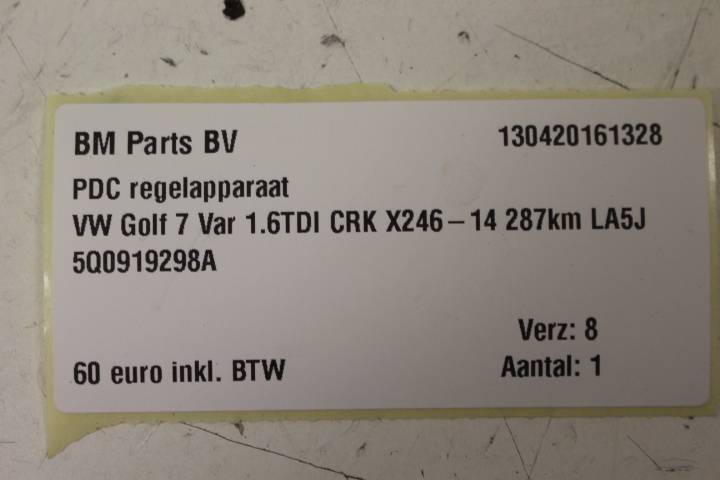 BM Parts BV 130420161328
PDC regelapparaat
VW Golf 7 Var 1.6TDI CRK X246-14 287km LA5J
5Q0919298A
Verz: 8
60 euro inkl. BTW Aantal: 1